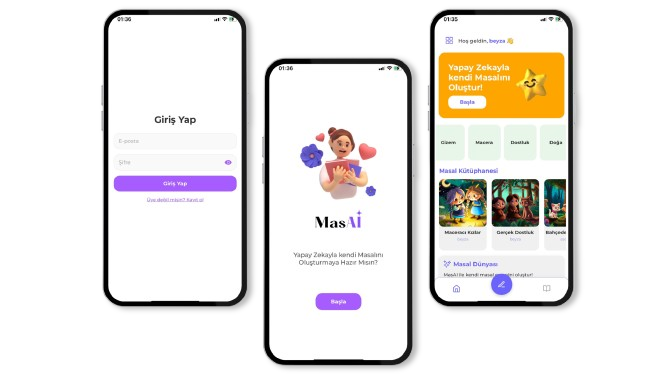 01:36
Giriş Yap
E-posta
Şifre
Giriş Yap
Üye değil misin? Kayıt ol
01:36
MasAI
Yapay Zekayla kendi Masalını
Oluşturmaya Hazır Mısın?
Başla
01:35
Hoş geldin, beyza 👋
Yapay Zekayla
kendi Masalını
Oluştur!
Başla
Gizem
Macera
Dostluk
Doğa
Masal Kütüphanesi
Maceracı Kızlar
Gerçek Dostluk
Bahçede
Masal Dünyası
MasAI ile kendi
oluştur!